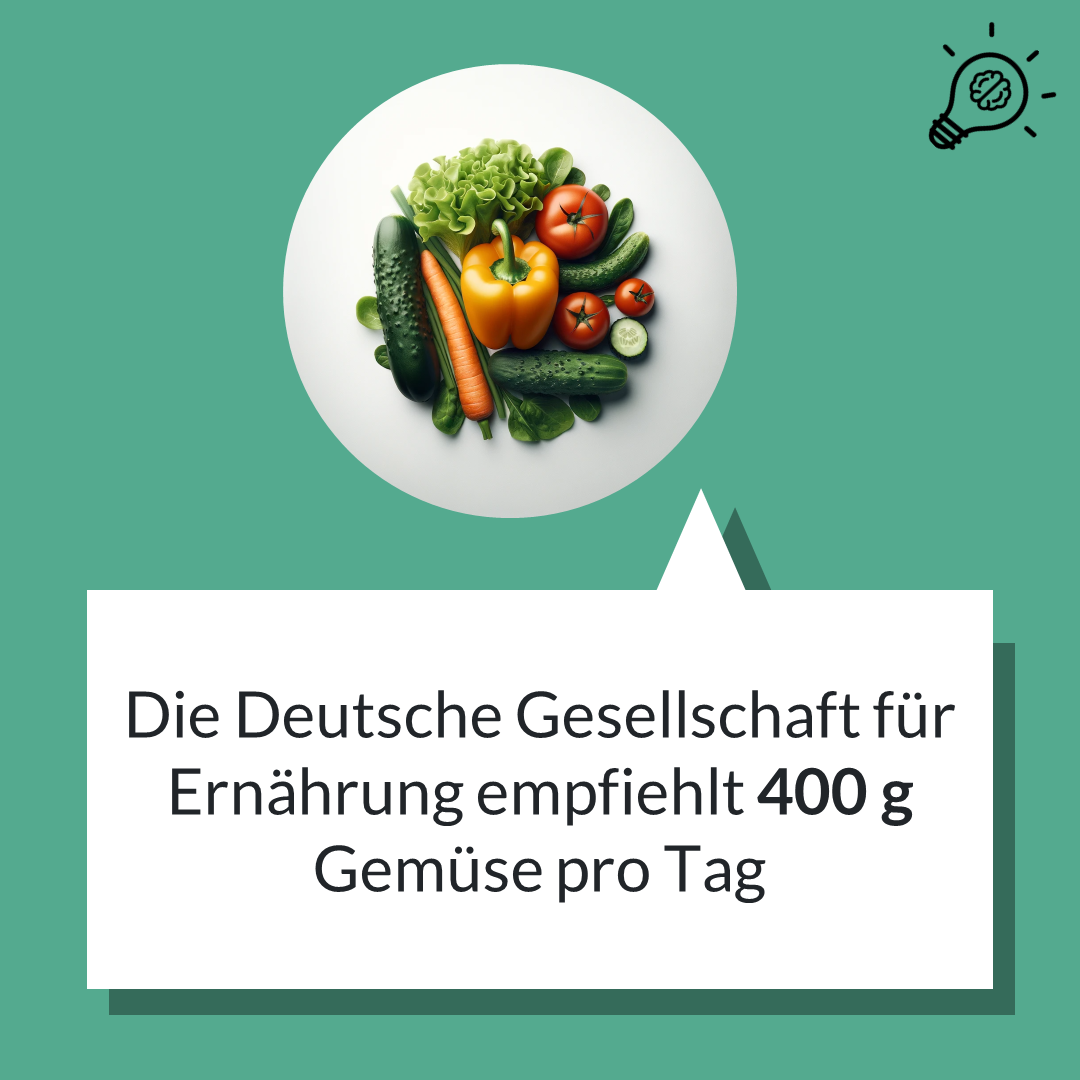 Die Deutsche Gesellschaft für
Ernährung empfiehlt 400 g
Gemüse pro Tag